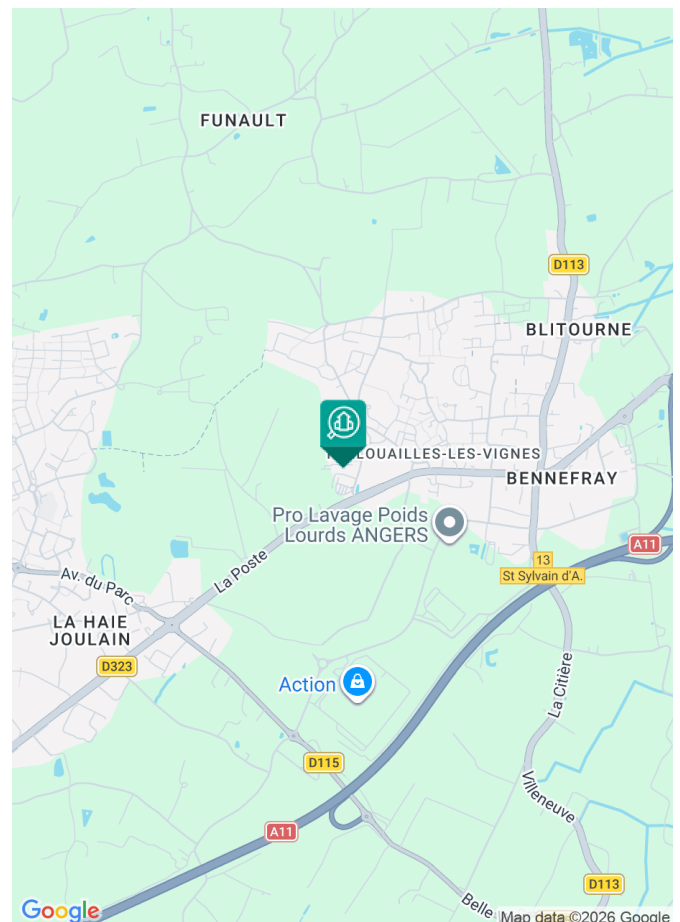 FUNAULT
D113
BLITOURNE
LOUAILLES-LES-VIGNES
BENNEFRAY
Pro Lavage Poids
Lourds ANGERS
A11
13
St Sylvain d'A.
La Poste
Av. du Parc
LA HAIE
JOULAIN
D323
La Citière
Action
D115
Villeneuve
A11
D113
Belle
Google
Map data ©2026 Google